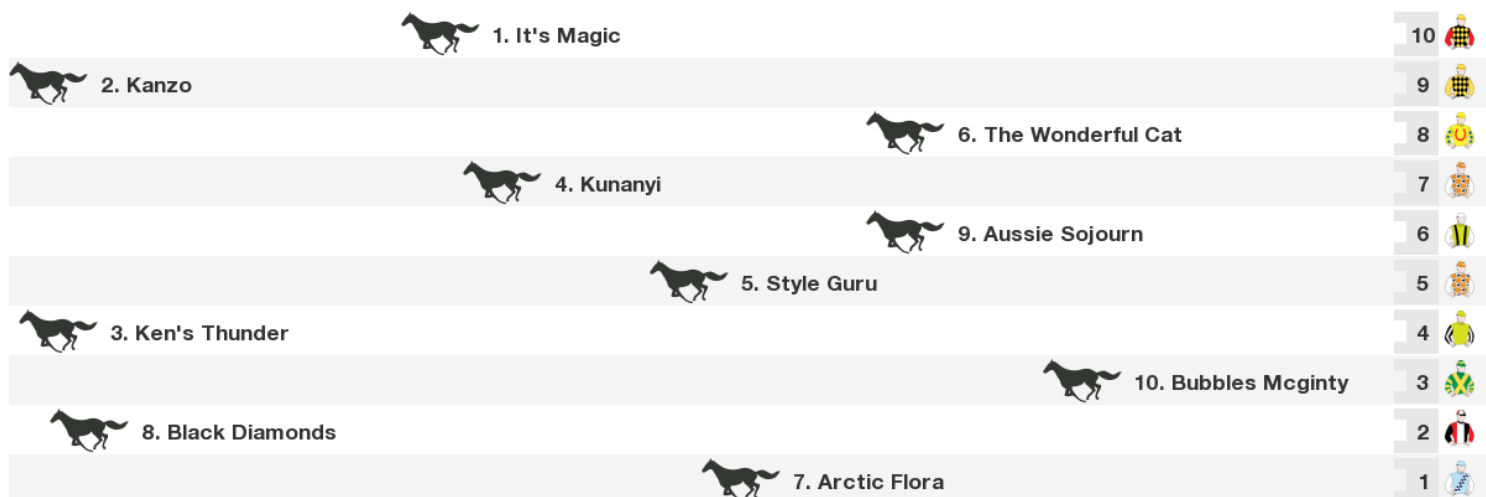 1. It's Magic 10
2. Kanzo 9
6. The Wonderful Cat 8
4. Kunanyi 7
9. Aussie Sojourn 6
5. Style Guru 5
3. Ken's Thunder 4
10. Bubbles Mcginty 3
8. Black Diamonds 2
7. Arctic Flora 1